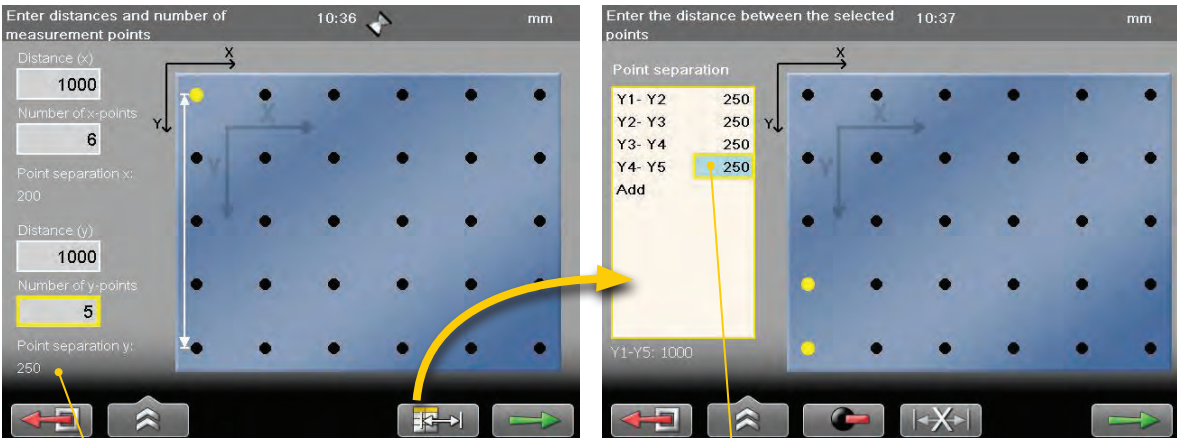 Enter distances and number of
measurement points
10:36
mm
Distance (x)
1000
Number of x-points
6
Point separation x:
200
Distance (y)
1000
Number of y-points
5
Point separation y:
250
X
Y
X
Y
Enter the distance between the selected
points
10:37
mm
Point separation
Y1- Y2 250
Y2- Y3 250
Y3- Y4 250
Y4- Y5 250
Add
Y1-Y5: 1000
X
Y
X
Y
X